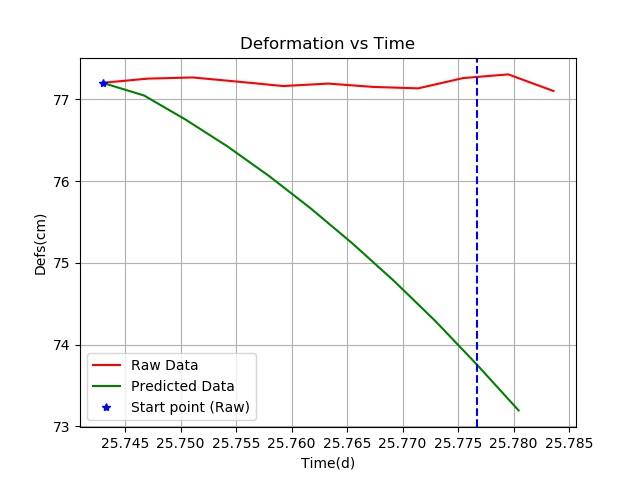 Deformation vs Time
Defs(cm)
77
76
75
74
73
Raw Data
Predicted Data
Start point (Raw)
25.745 25.750 25.755 25.760 25.765 25.770 25.775 25.780 25.785
Time(d)